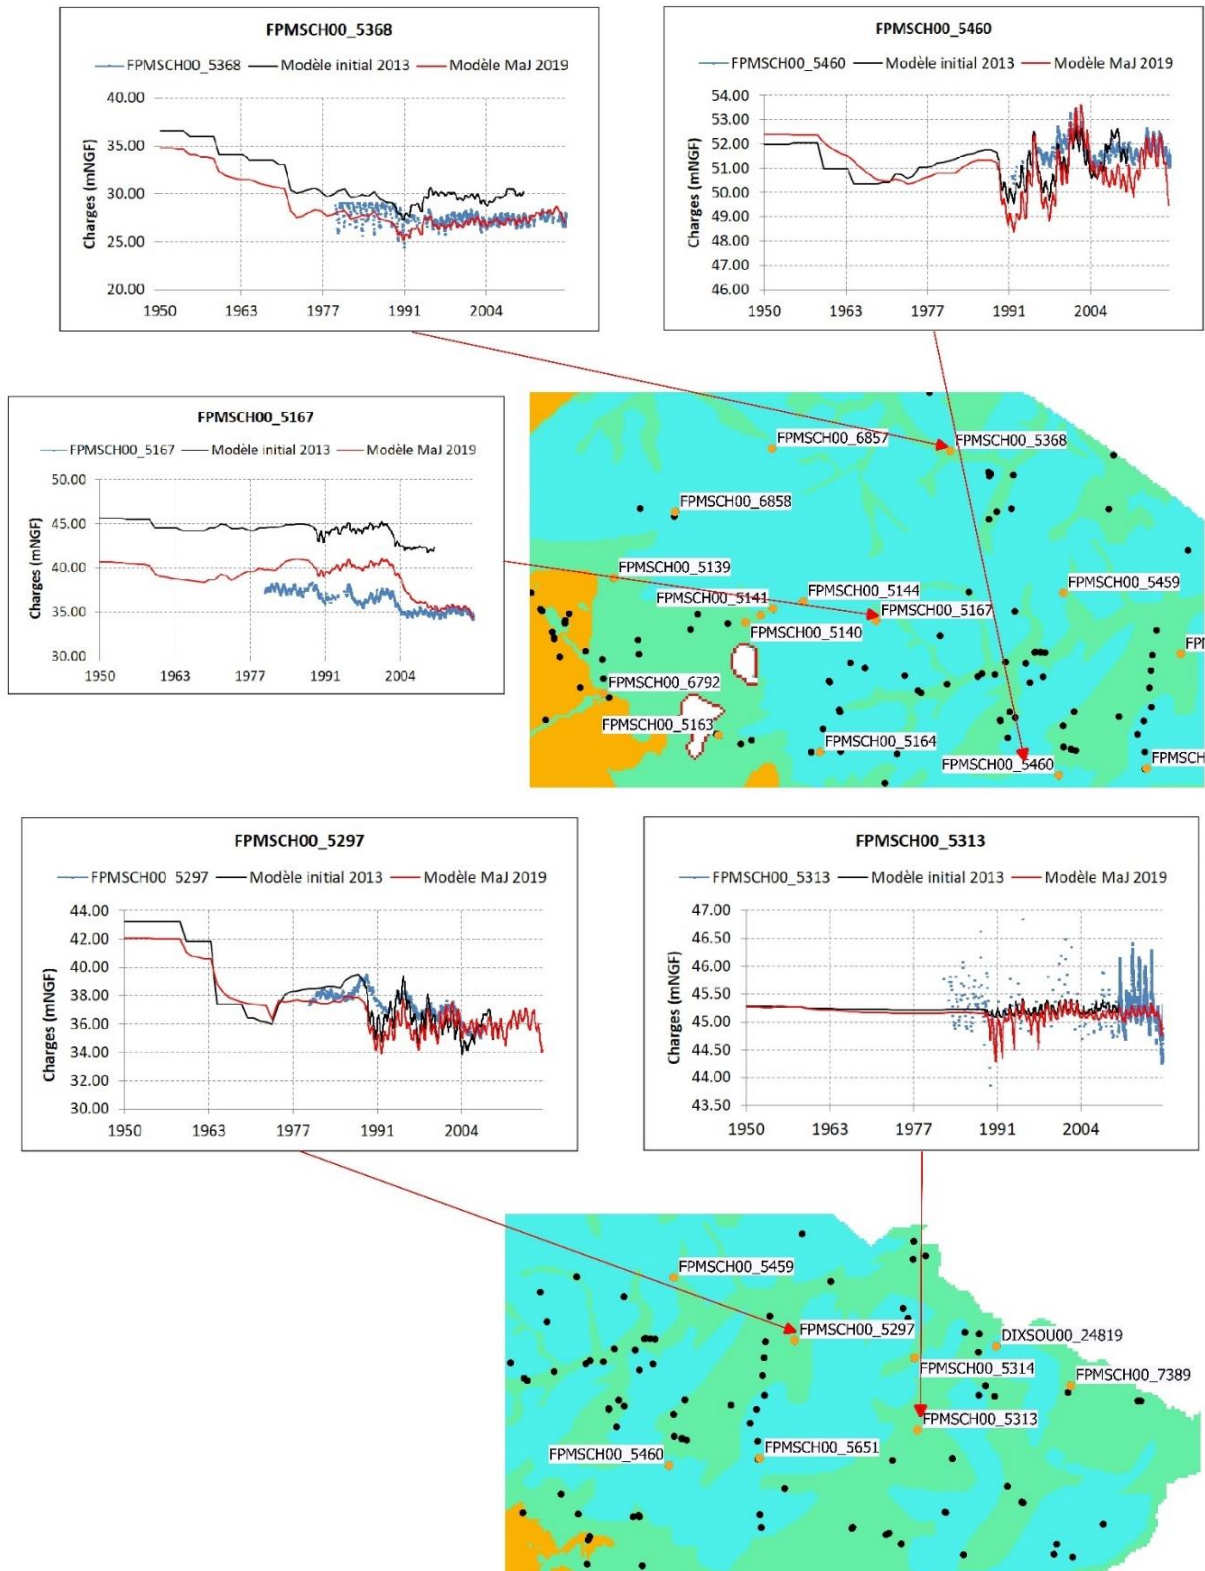 FPMSCH00_5368
FPMSCH00_5368 Modèle initial 2013 Modèle MaJ 2019
40.00
35.00
30.00
25.00
20.00
Charges (mNGF)
1950 1963 1977 1991 2004
FPMSCH00_5460
FPMSCH00_5460 Modèle initial 2013 Modèle MaJ 2019
54.00
53.00
52.00
51.00
50.00
49.00
48.00
47.00
46.00
Charges (mNGF)
1950 1963 1977 1991 2004
FPMSCH00_5167
FPMSCH00_5167 Modèle initial 2013 Modèle MaJ 2019
50.00
45.00
40.00
35.00
30.00
Charges (mNGF)
1950 1963 1977 1991 2004
FPMSCH00_6857
FPMSCH00_5368
FPMSCH00_6858
FPMSCH00_5139
FPMSCH00_5459
FPMSCH00_5141
FPMSCH00_5144
FPMSCH00_5167
FPMSCH00_5140
FPMSCH00_6792
FPMSCH00_5163
FPMSCH00_5164
FPMSCH00_5460
FPMSCH
FPMSCH00_5297
FPMSCH00_5297 Modèle initial 2013 Modèle MaJ 2019
44.00
42.00
40.00
38.00
36.00
34.00
32.00
30.00
Charges (mNGF)
1950 1963 1977 1991 2004
FPMSCH00_5313
FPMSCH00_5313 Modèle initial 2013 Modèle MaJ 2019
47.00
46.50
46.00
45.50
45.00
44.50
44.00
43.50
Charges (mNGF)
1950 1963 1977 1991 2004
FPMSCH00_5459
FPMSCH00_5297
DIXSOU00_24819
FPMSCH00_5314
FPMSCH00_7389
FPMSCH00_5313
FPMSCH00_5460
FPMSCH00_5651